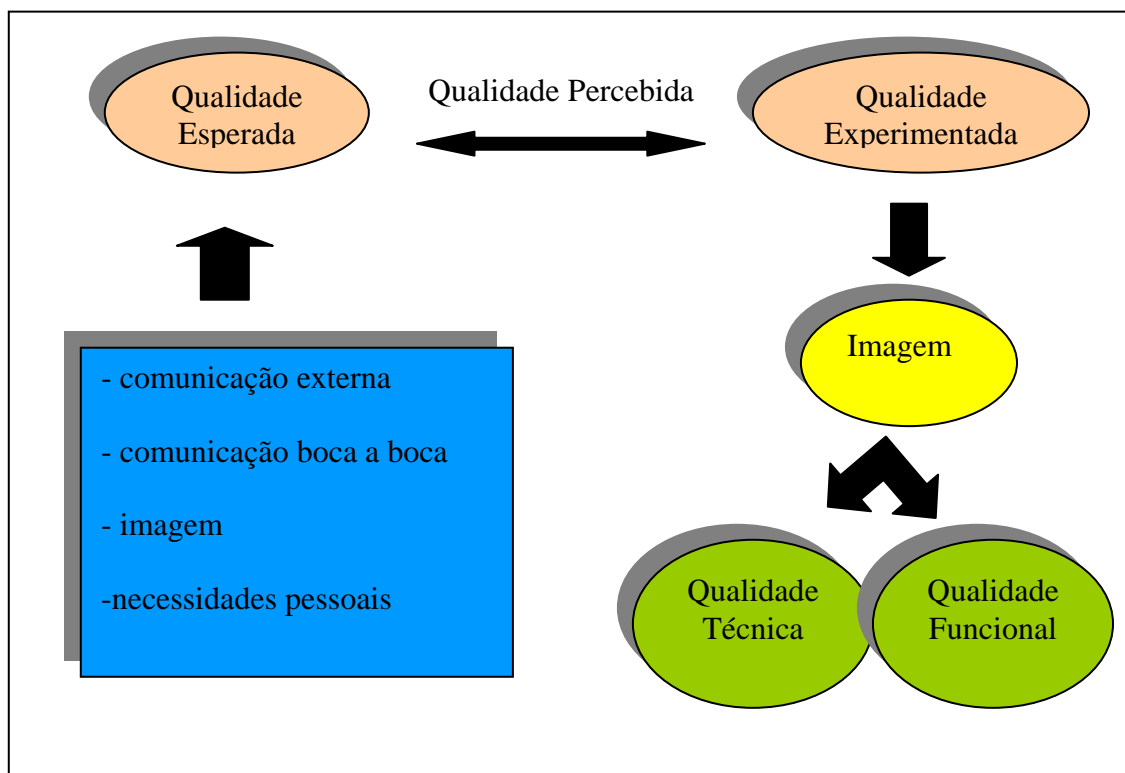 Qualidade
Esperada
Qualidade Percebida
Qualidade
Experimentada
- comunicação externa
- comunicação boca a boca
- imagem
-necessidades pessoais
Imagem
Qualidade
Técnica
Qualidade
Funcional